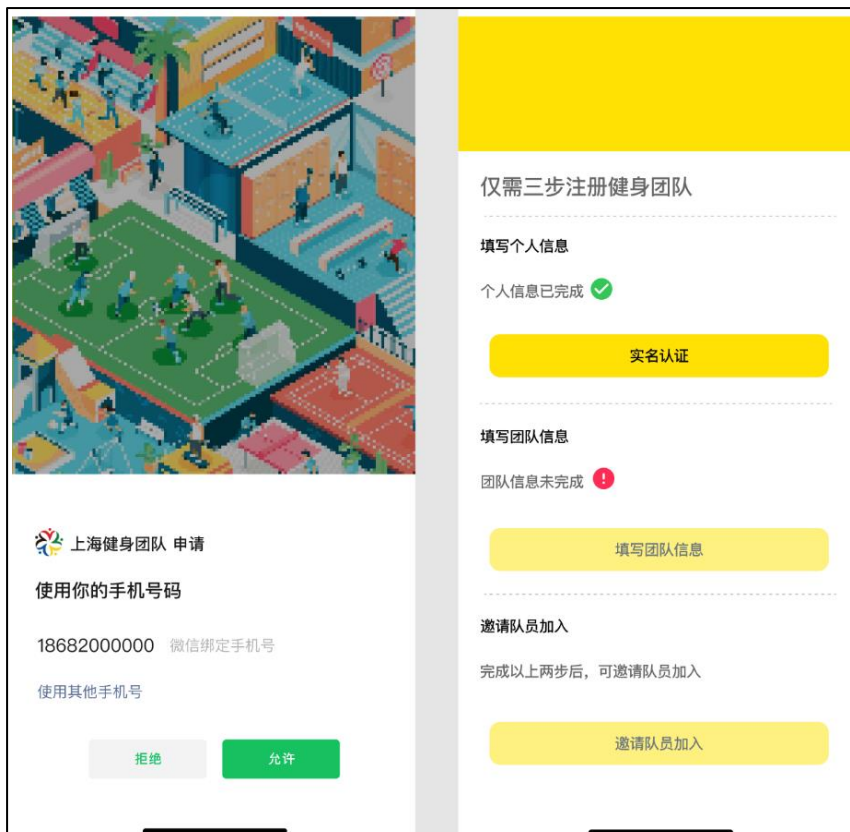 上海健身团队 申请
使用你的手机号码
18682000000 微信绑定手机号
使用其他手机号
拒绝 允许
仅需三步注册健身团队
填写个人信息
个人信息已完成
实名认证
填写团队信息
团队信息未完成
填写团队信息
邀请队员加入
完成以上两步后，可邀请队员加入
邀请队员加入